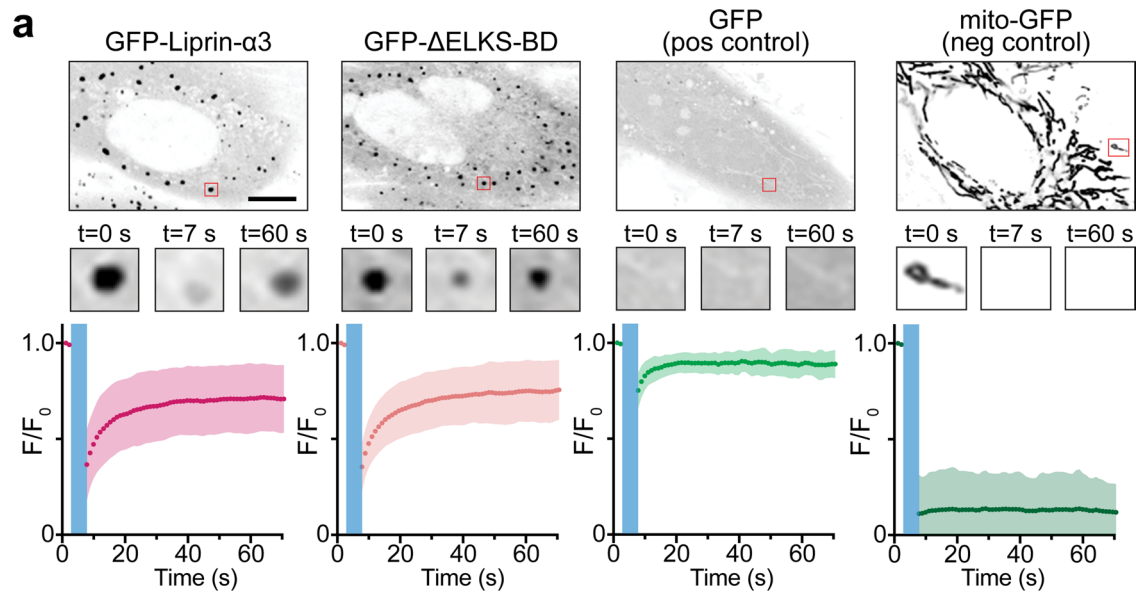 a
GFP-Liprin-α3
GFP-ΔELKS-BD
GFP
(pos control)
mito-GFP
(neg control)
t=0 s t=7 s t=60 s
t=0 s t=7 s t=60 s
t=0 s t=7 s t=60 s
t=0 s t=7 s t=60 s
1.0
F/F0
0
0 20 40 60
Time (s)
1.0
F/F0
0
0 20 40 60
Time (s)
1.0
F/F0
0
0 20 40 60
Time (s)
1.0
F/F0
0
0 20 40 60
Time (s)